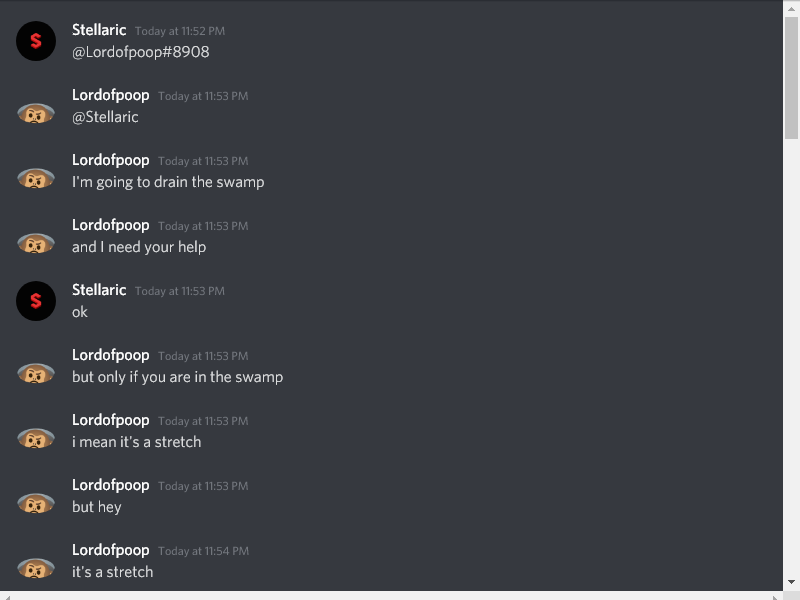 Stellaric Today at 11:52 PM
@Lordofpoop#8908
Lordofpoop Today at 11:53 PM
@Stellaric
Lordofpoop Today at 11:53 PM
I'm going to drain the swamp
Lordofpoop Today at 11:53 PM
and I need your help
Stellaric Today at 11:53 PM
ok
Lordofpoop Today at 11:53 PM
but only if you are in the swamp
Lordofpoop Today at 11:53 PM
i mean it's a stretch
Lordofpoop Today at 11:53 PM
but hey
Lordofpoop Today at 11:54 PM
it's a stretch